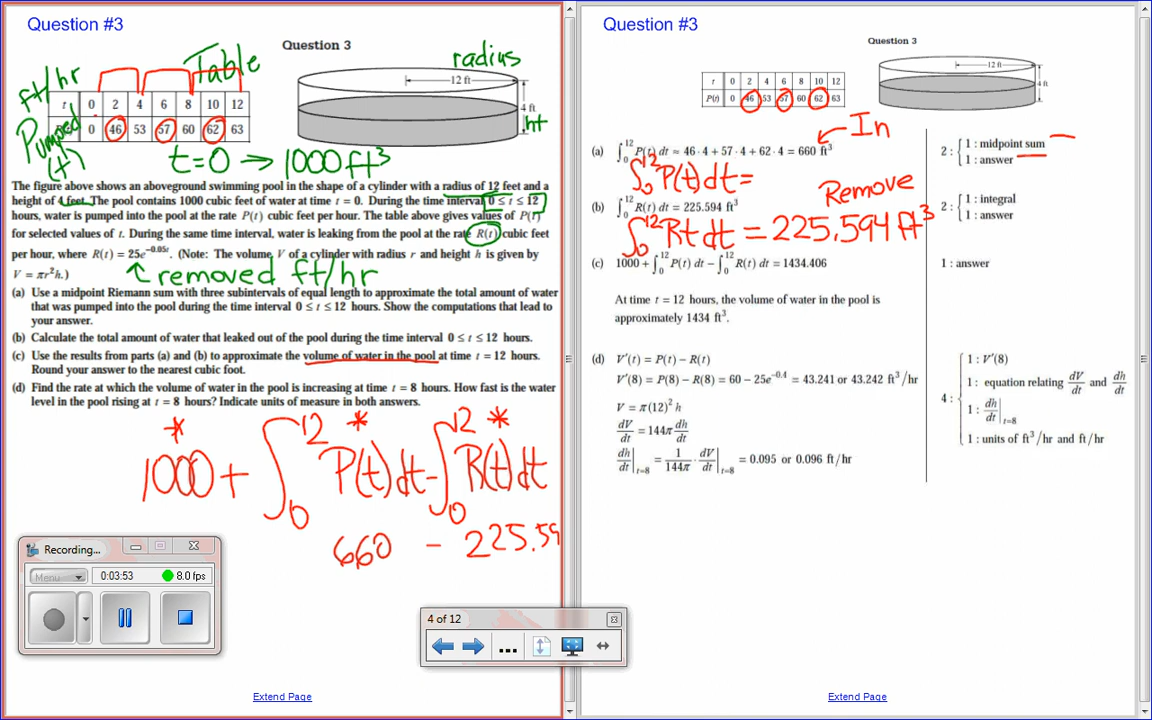 Question #3
Question 3
ft/hr
Table
radius
12 ft
t 0 2 4 6 8 10 12
4 ft
ht
0 46 53 57 60 62 63
Pumped
(t)
t=0 → 1000 ft³
The figure above shows an aboveground swimming pool in the shape of a cylinder with a radius of 12 feet and a
height of 4 feet. The pool contains 1000 cubic feet of water at time t = 0. During the time interval 0 ≤ t ≤ 12
hours, water is pumped into the pool at the rate P(t) cubic feet per hour. The table above gives values of P(t)
for selected values of t. During the same time interval, water is leaking from the pool at the rate R(t) cubic feet
per hour, where R(t) = 25e^{-0.05t}. (Note: The volume V of a cylinder with radius r and height h is given by
V = πr²h.)
↑ removed ft/hr
(a) Use a midpoint Riemann sum with three subintervals of equal length to approximate the total amount of water
that was pumped into the pool during the time interval 0 ≤ t ≤ 12 hours. Show the computations that lead to
your answer.
(b) Calculate the total amount of water that leaked out of the pool during the time interval 0 ≤ t ≤ 12 hours.
(c) Use the results from parts (a) and (b) to approximate the volume of water in the pool at time t = 12 hours.
Round your answer to the nearest cubic foot.
(d) Find the rate at which the volume of water in the pool is increasing at time t = 8 hours. How fast is the water
level in the pool rising at t = 8 hours? Indicate units of measure in both answers.
* * *
1000 + ∫₀¹² P(t)dt - ∫₀¹² R(t)dt
660 - 225.59
Recording...
Menu
0:03:53
8.0 fps
4 of 12
Extend Page
Question #3
Question 3
12 ft
t 0 2 4 6 8 10 12
4 ft
P(t) 0 46 53 57 60 62 63
In
(a) ∫₀¹² P(t) dt ≈ 46 · 4 + 57 · 4 + 62 · 4 = 660 ft³
2: { 1 : midpoint sum
1 : answer
∫₀¹² P(t)dt =
Remove
(b) ∫₀¹² R(t) dt = 225.594 ft³
2: { 1 : integral
1 : answer
∫₀¹² Rt dt = 225.594 ft³
(c) 1000 + ∫₀¹² P(t) dt − ∫₀¹² R(t) dt = 1434.406
1 : answer
At time t = 12 hours, the volume of water in the pool is
approximately 1434 ft³.
(d) V′(t) = P(t) − R(t)
V′(8) = P(8) − R(8) = 60 − 25e^{-0.4} = 43.241 or 43.242 ft³/hr
V = π(12)² h
dV/dt = 144π dh/dt
dh/dt|t=8 = 1/144π · dV/dt|t=8 = 0.095 or 0.096 ft/hr
4 : { 1 : V′(8)
1 : equation relating dV/dt and dh/dt
1 : dh/dt|t=8
1 : units of ft³/hr and ft/hr
Extend Page